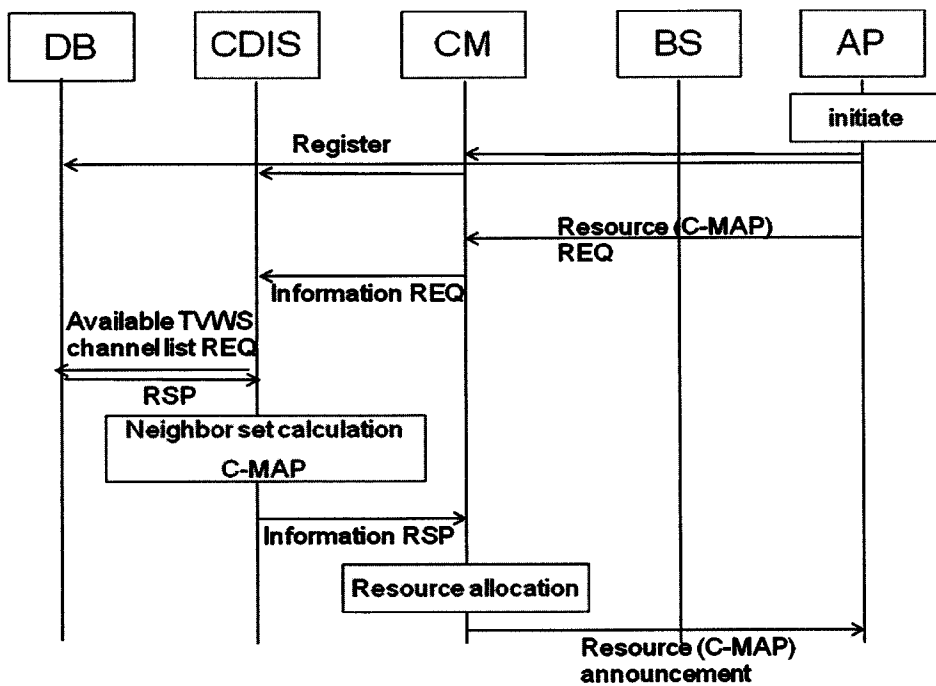 DB CDIS CM BS AP
initiate
Register
Resource (C-MAP)
REQ
Information REQ
Available TVWS
channel list REQ
RSP
Neighbor set calculation
C-MAP
Information RSP
Resource allocation
Resource (C-MAP)
announcement